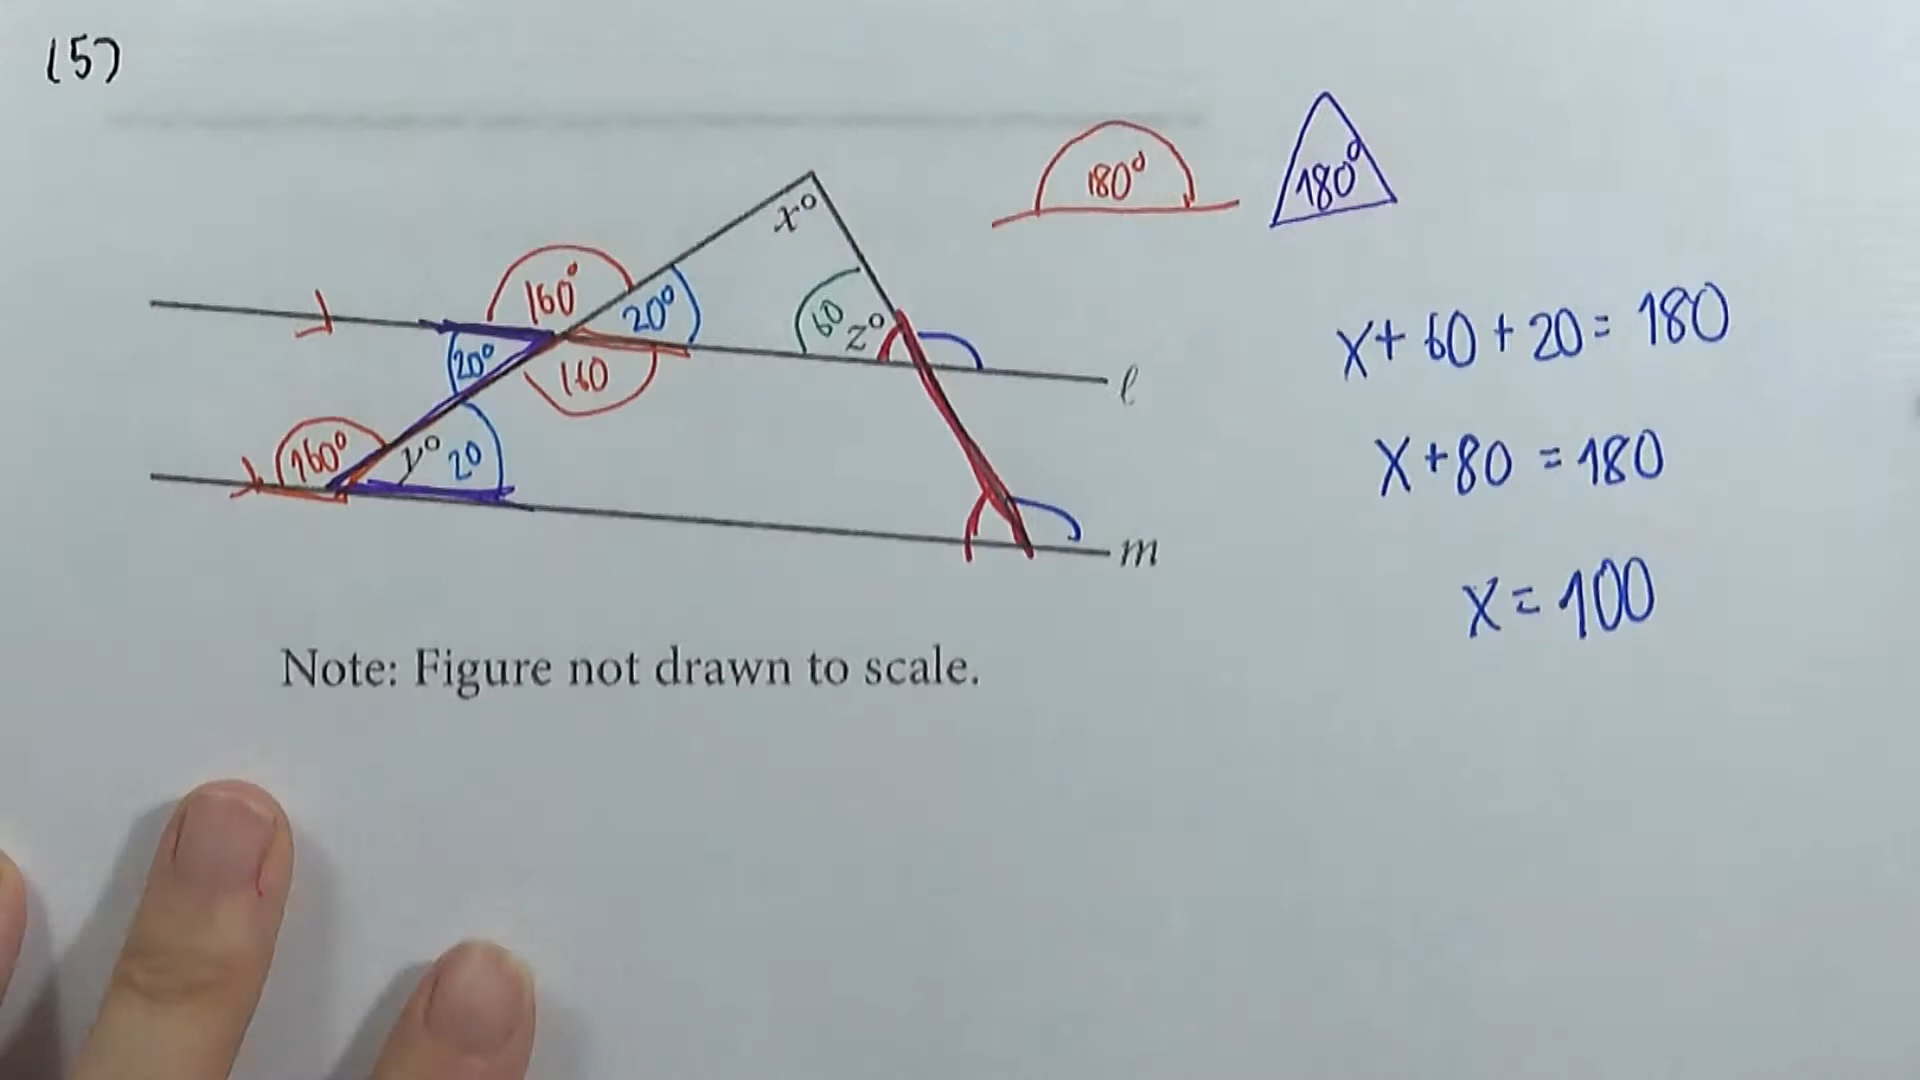 (5)
180°
180°
x°
160°
20°
60
z°
20°
160
ℓ
160°
y°
20
m
x + 60 + 20 = 180
x + 80 = 180
x = 100
Note: Figure not drawn to scale.